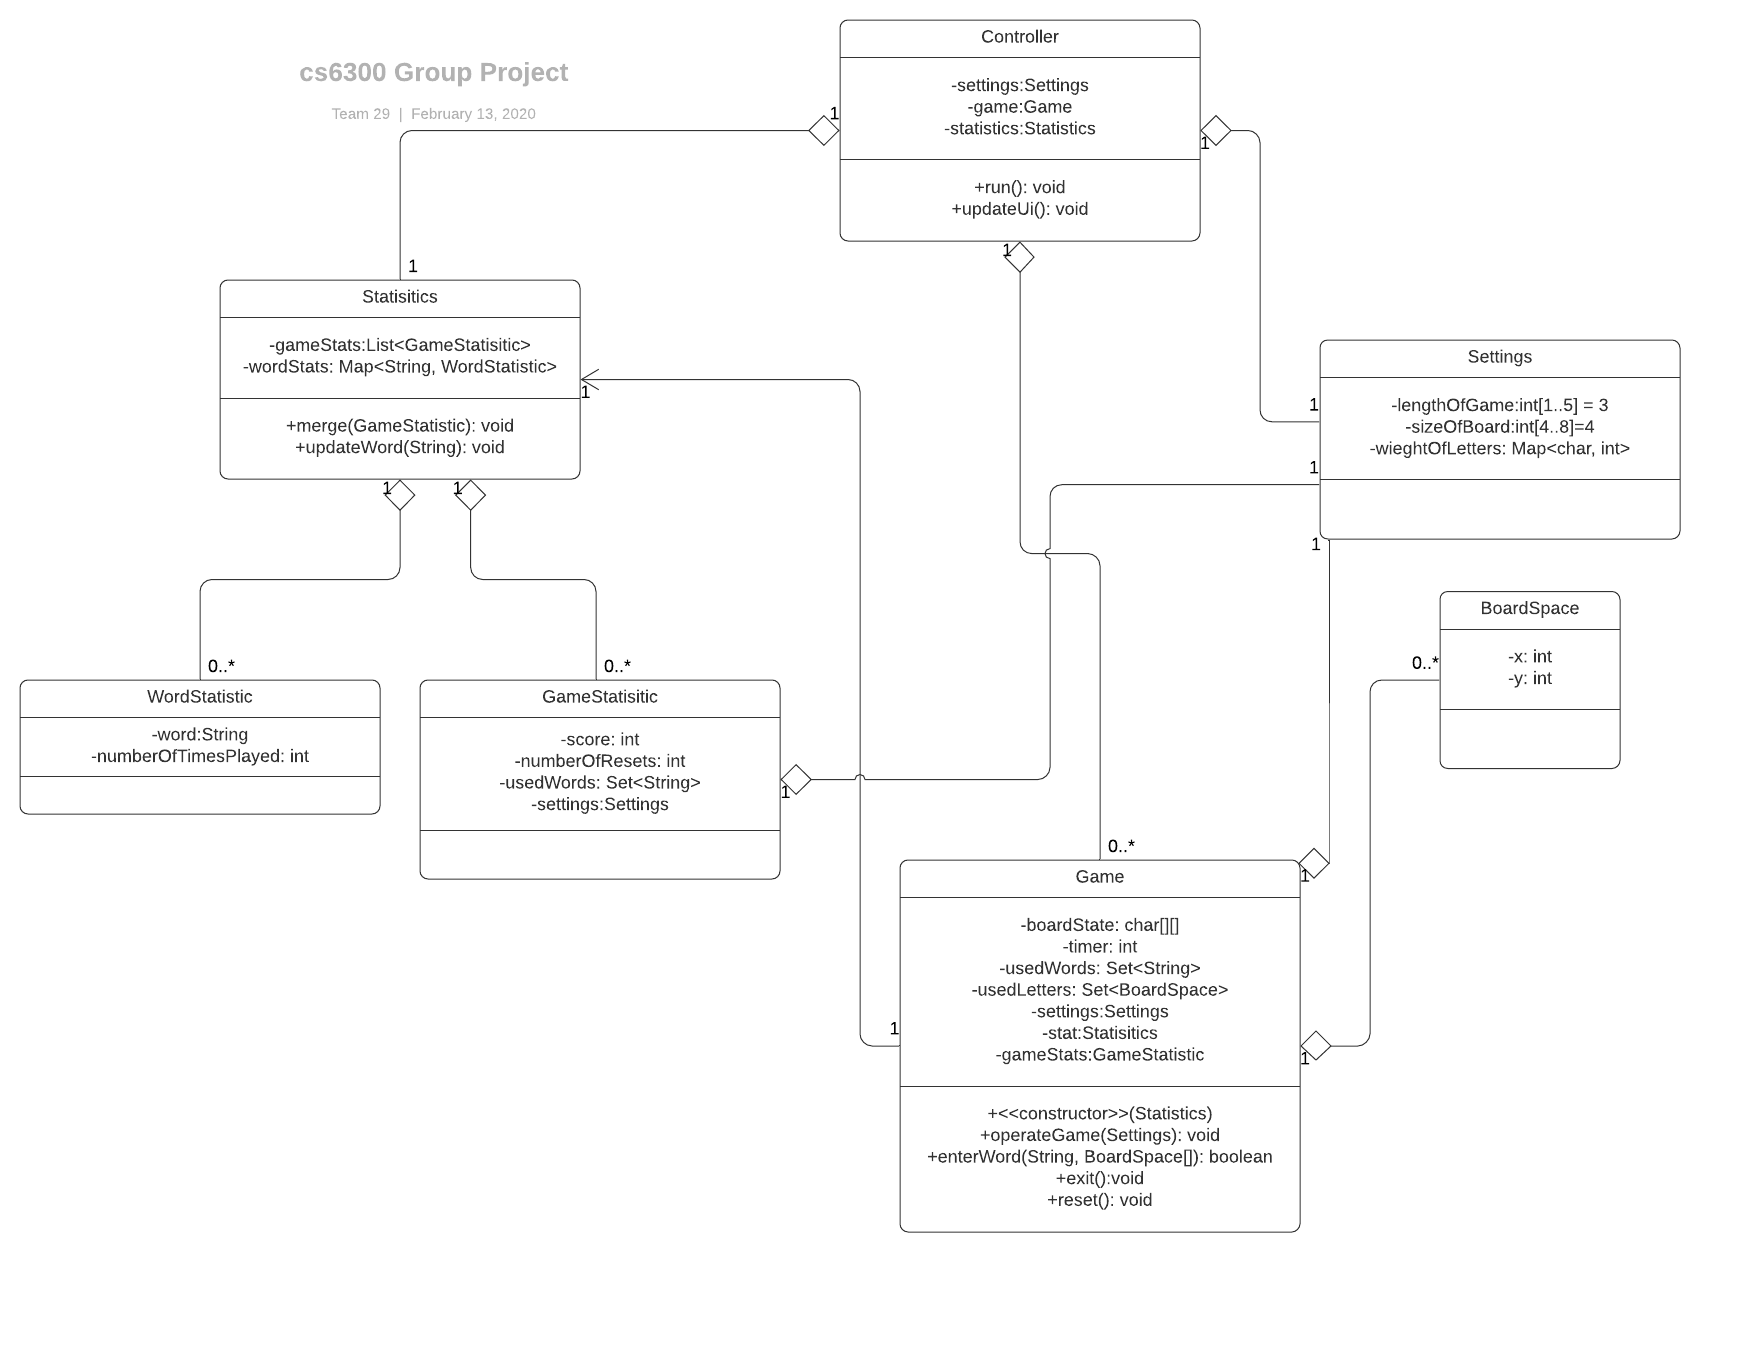 cs6300 Group Project
Team 29 | February 13, 2020
Controller
-settings:Settings
-game:Game
-statistics:Statistics
+run(): void
+updateUi(): void
1
1
1
1
Statisitics
-gameStats:List<GameStatisitic>
-wordStats: Map<String, WordStatistic>
+merge(GameStatistic): void
+updateWord(String): void
1
1
1
Settings
-lengthOfGame:int[1..5] = 3
-sizeOfBoard:int[4..8]=4
-wieghtOfLetters: Map<char, int>
1
1
1
BoardSpace
-x: int
-y: int
0..*
0..*
WordStatistic
-word:String
-numberOfTimesPlayed: int
0..*
GameStatisitic
-score: int
-numberOfResets: int
-usedWords: Set<String>
-settings:Settings
1
0..*
Game
-boardState: char[][]
-timer: int
-usedWords: Set<String>
-usedLetters: Set<BoardSpace>
-settings:Settings
-stat:Statisitics
-gameStats:GameStatistic
+<<constructor>>(Statistics)
+operateGame(Settings): void
+enterWord(String, BoardSpace[]): boolean
+exit():void
+reset(): void
1
1
1